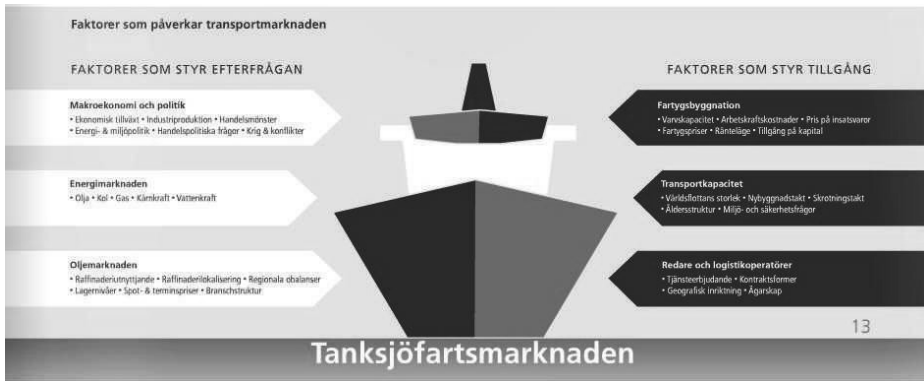 Faktorer som påverkar transportmarknaden
FAKTORER SOM STYR EFTERFRÅGAN
Makroekonomi och politik
• Ekonomisk tillväxt • Industriproduktion • Handelsmönster
• Energi- & miljöpolitik • Handelspolitiska frågor • Krig & konflikter
Energimarknaden
• Olja • Kol • Gas • Kärnkraft • Vattenkraft
Oljemarknaden
• Raffinaderiutnyttjande • Raffinaderilokalisering • Regionala obalanser
• Lagernivåer • Spot- & terminspriser • Branschstruktur
FAKTORER SOM STYR TILLGÅNG
Fartygsbyggnation
• Varvskapacitet • Arbetskraftskostnader • Pris på insatsvaror
• Fartygspriser • Ränteläge • Tillgång på kapital
Transportkapacitet
• Världsflottans storlek • Nybyggnadstakt • Skrotningstakt
• Åldersstruktur • Miljö- och säkerhetsfrågor
Redare och logistikoperatörer
• Tjänsteerbjudande • Kontraktsformer
• Geografisk inriktning • Ägarskap
13
Tanksjöfartsmarknaden